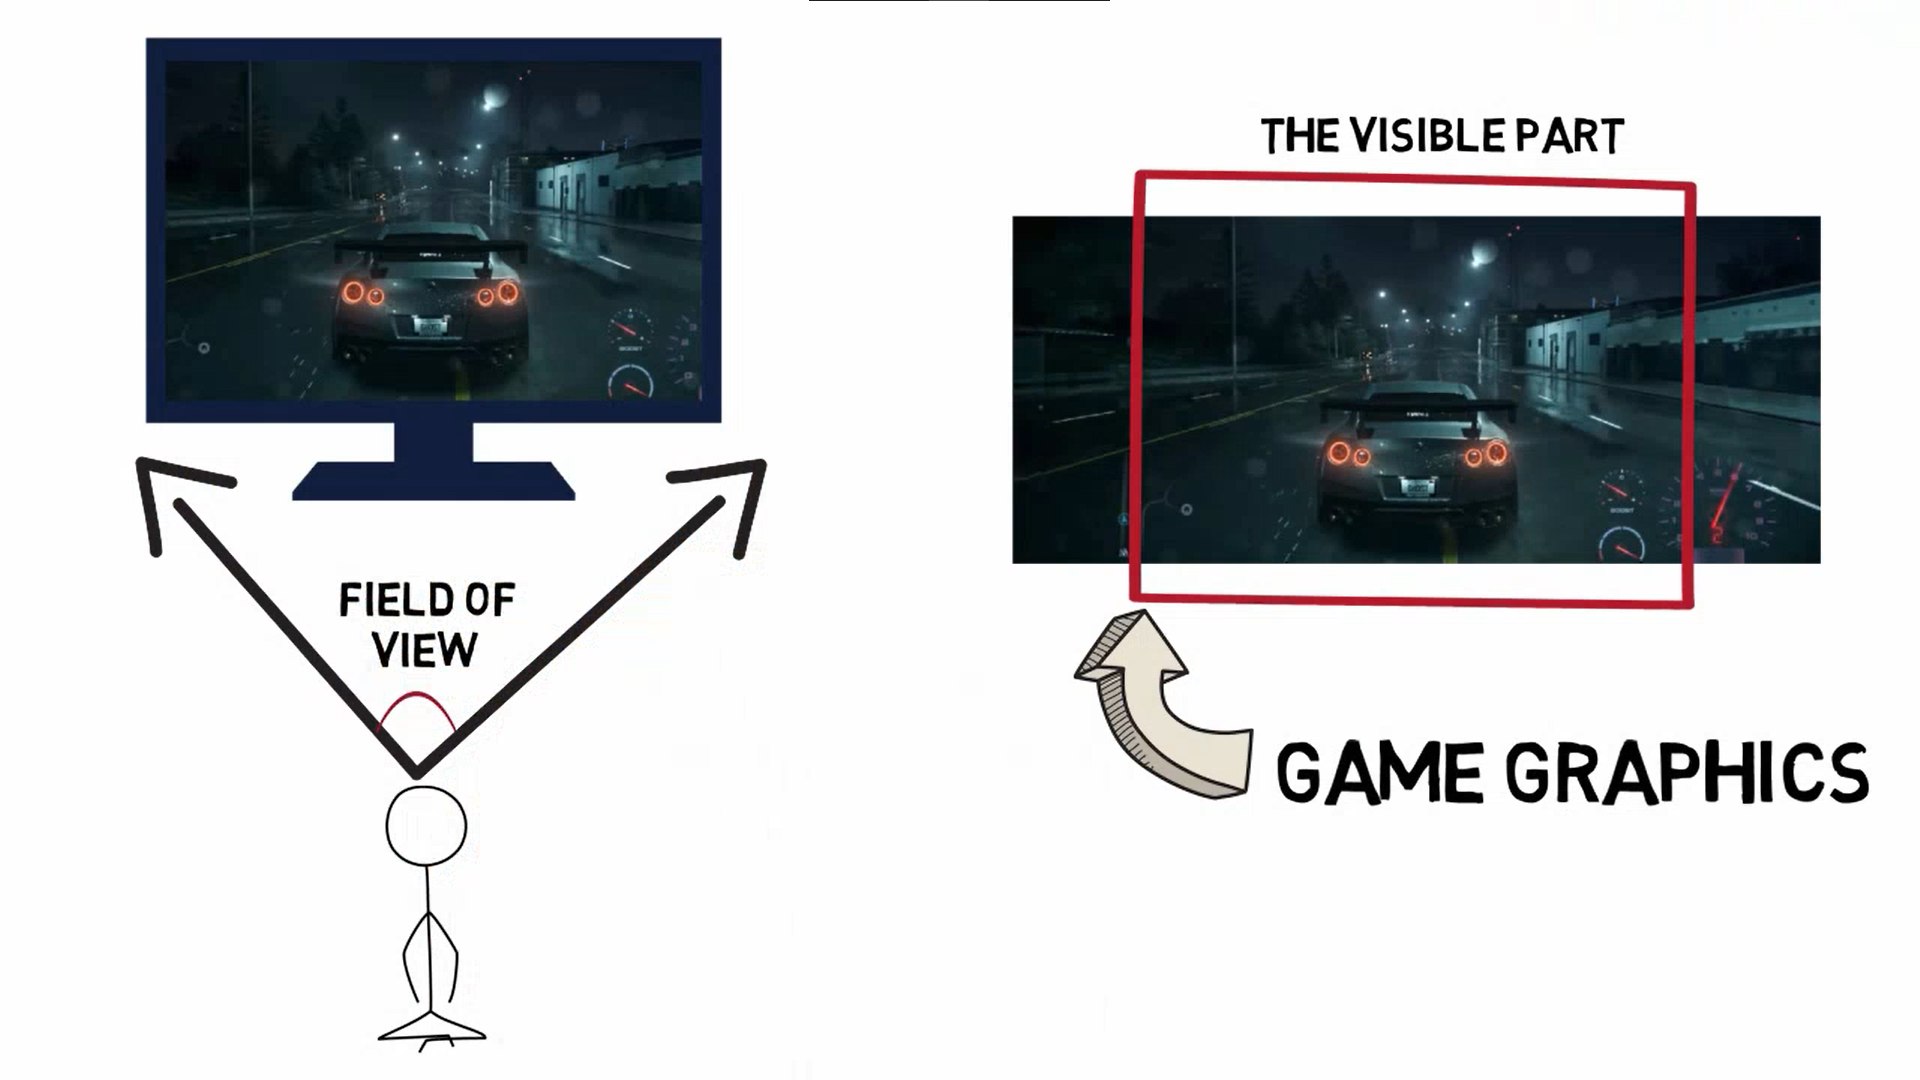 THE VISIBLE PART
FIELD OF
VIEW
GAME GRAPHICS